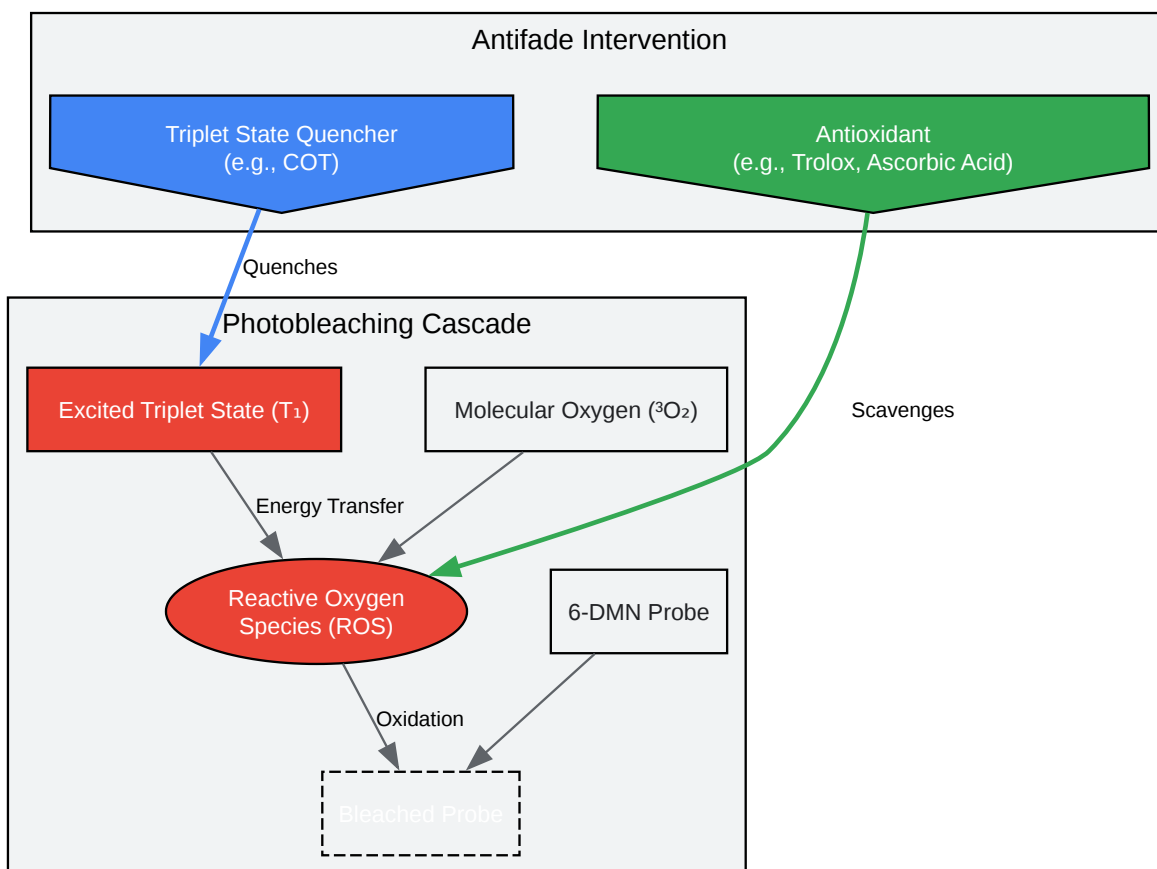 Antifade Intervention
Triplet State Quencher
(e.g., COT)
Antioxidant
(e.g., Trolox, Ascorbic Acid)
Quenches
Photobleaching Cascade
Excited Triplet State (T₁)
Molecular Oxygen (³O₂)
Scavenges
Energy Transfer
Reactive Oxygen
Species (ROS)
6-DMN Probe
Oxidation
Bleached Probe